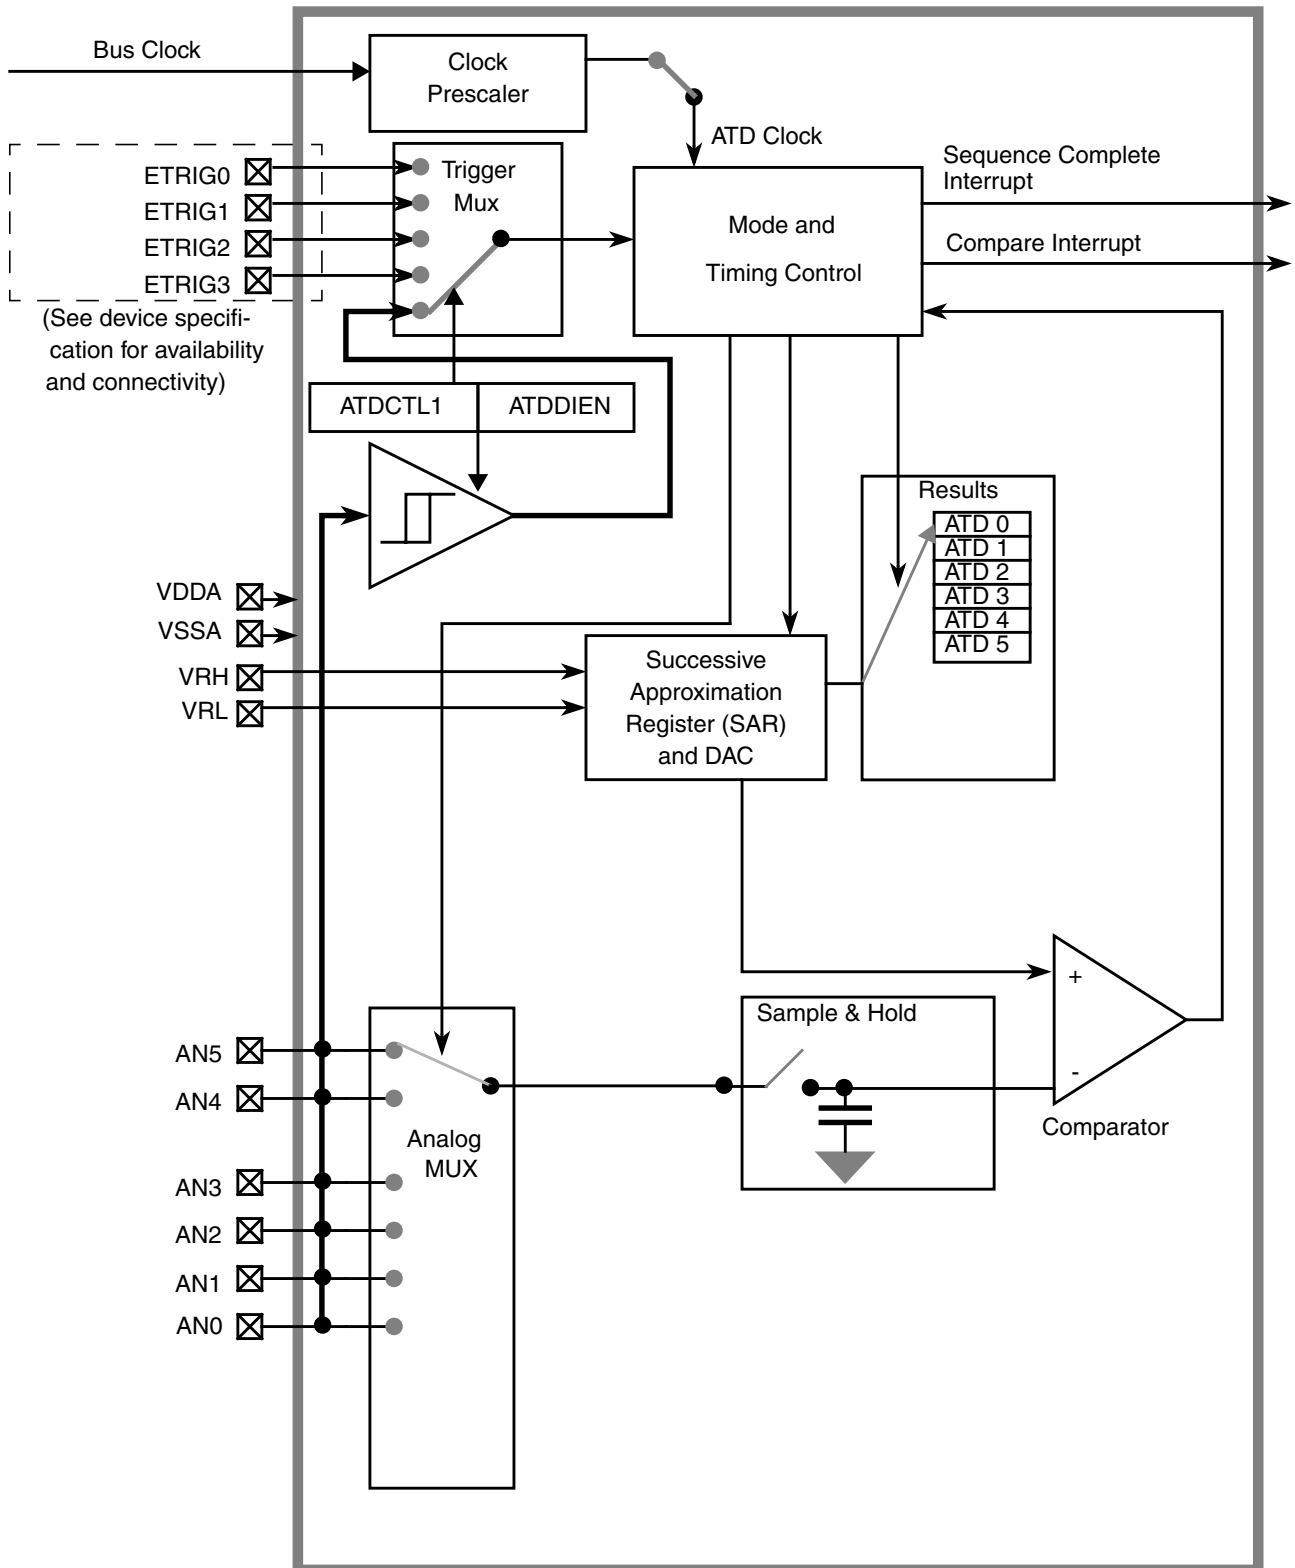 Bus Clock
Clock
Prescaler
ATD Clock
ETRIG0
ETRIG1
ETRIG2
ETRIG3
(See device specifi-
cation for availability
and connectivity)
Trigger
Mux
Mode and
Timing Control
Sequence Complete
Interrupt
Compare Interrupt
ATDCTL1
ATDDIEN
Results
ATD 0
ATD 1
ATD 2
ATD 3
ATD 4
ATD 5
VDDA
VSSA
VRH
VRL
Successive
Approximation
Register (SAR)
and DAC
+
-
Comparator
Sample & Hold
AN5
AN4
AN3
AN2
AN1
AN0
Analog
MUX